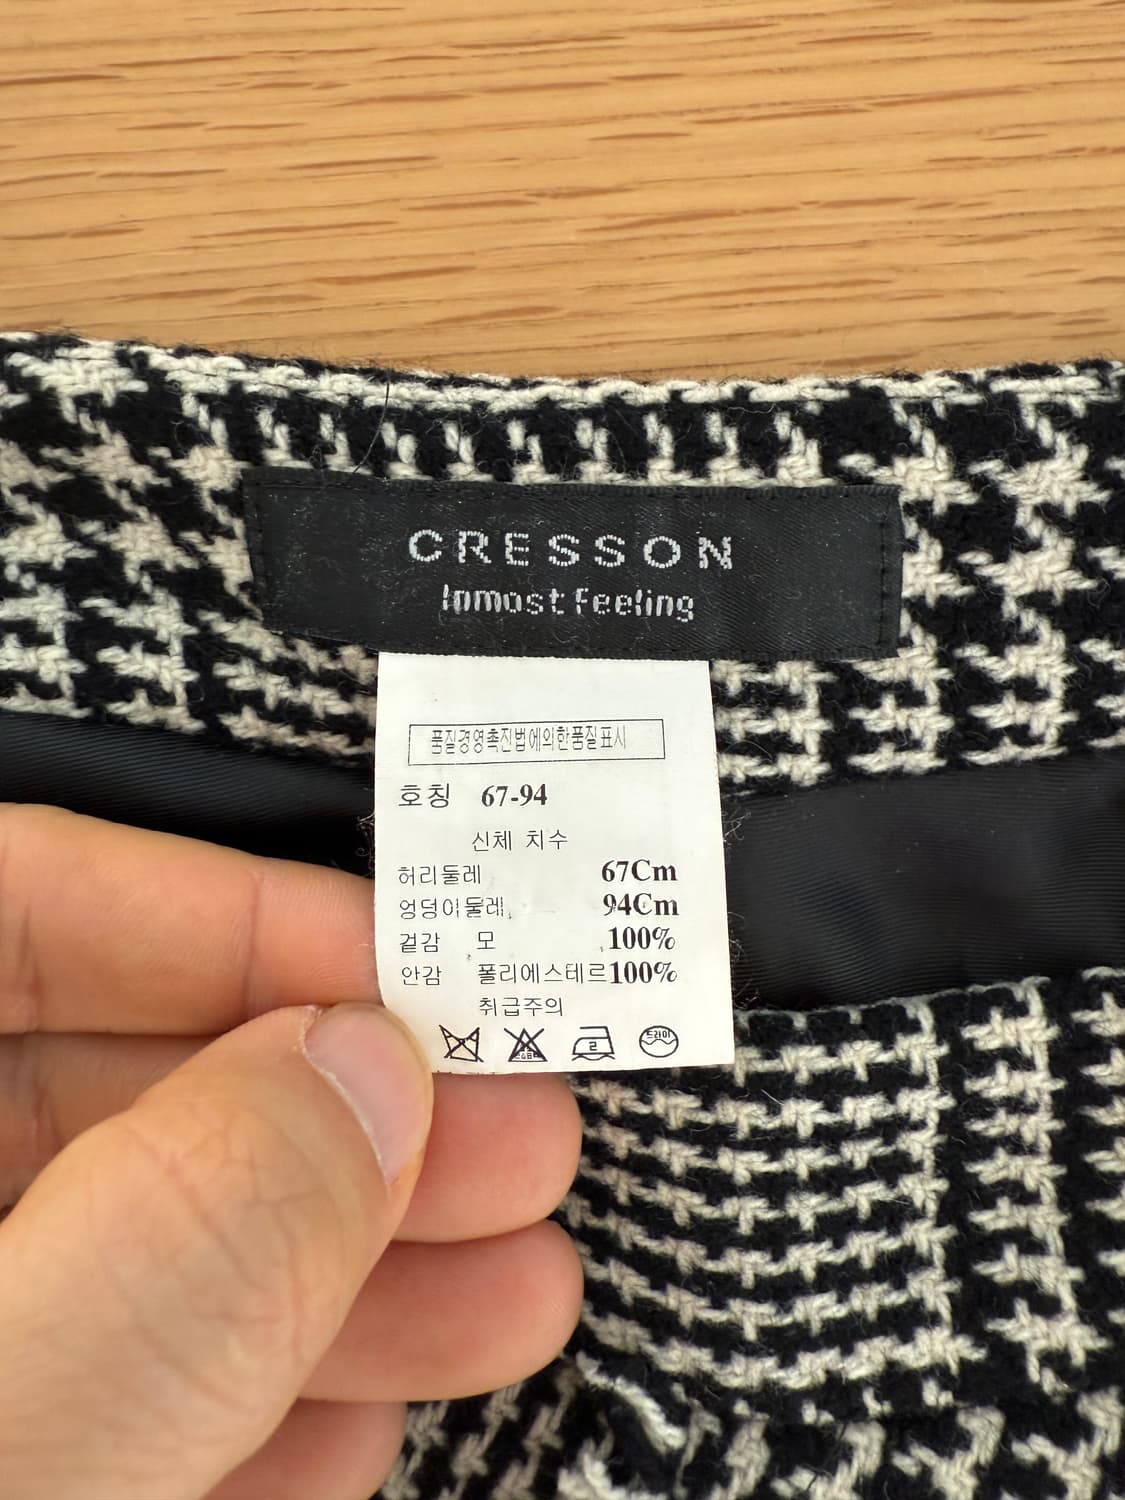 CRESSON
Inmost Feeling
품질경영촉진법에의한품질표시
호칭 67-94
신체 치수
허리둘레 67Cm
엉덩이둘레 94Cm
겉감 모 100%
안감 폴리에스테르100%
취급주의
2 드라이